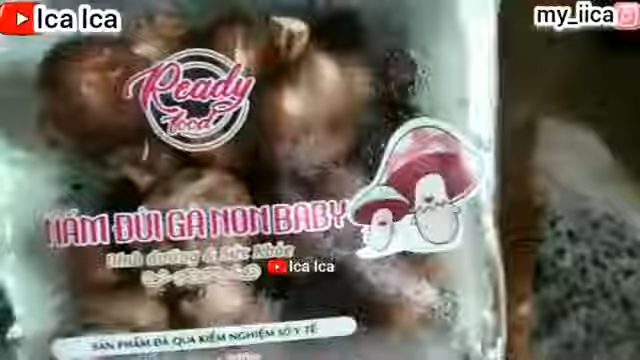 Ica Ica
my_iica
Ready
food
NẤM ĐÙI GÀ NON BABY
Dinh dưỡng & Sức Khỏe
Ica Ica
SẢN PHẨM ĐÃ QUA KIỂM NGHIỆM SỞ Y TẾ